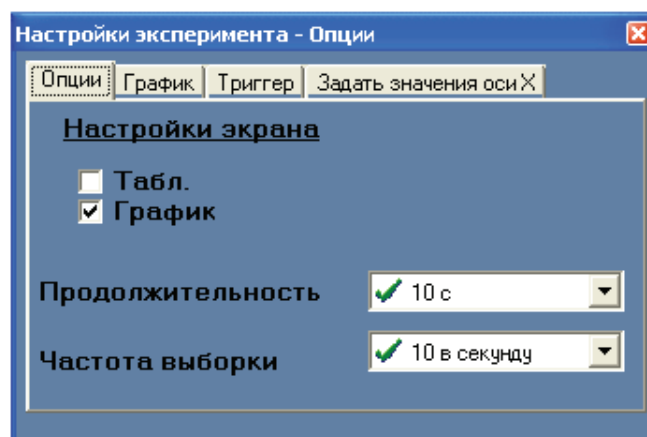 Настройки эксперимента - Опции
Опции График Триггер Задать значения оси X
Настройки экрана
Табл.
График
Продолжительность 10 с
Частота выборки 10 в секунду